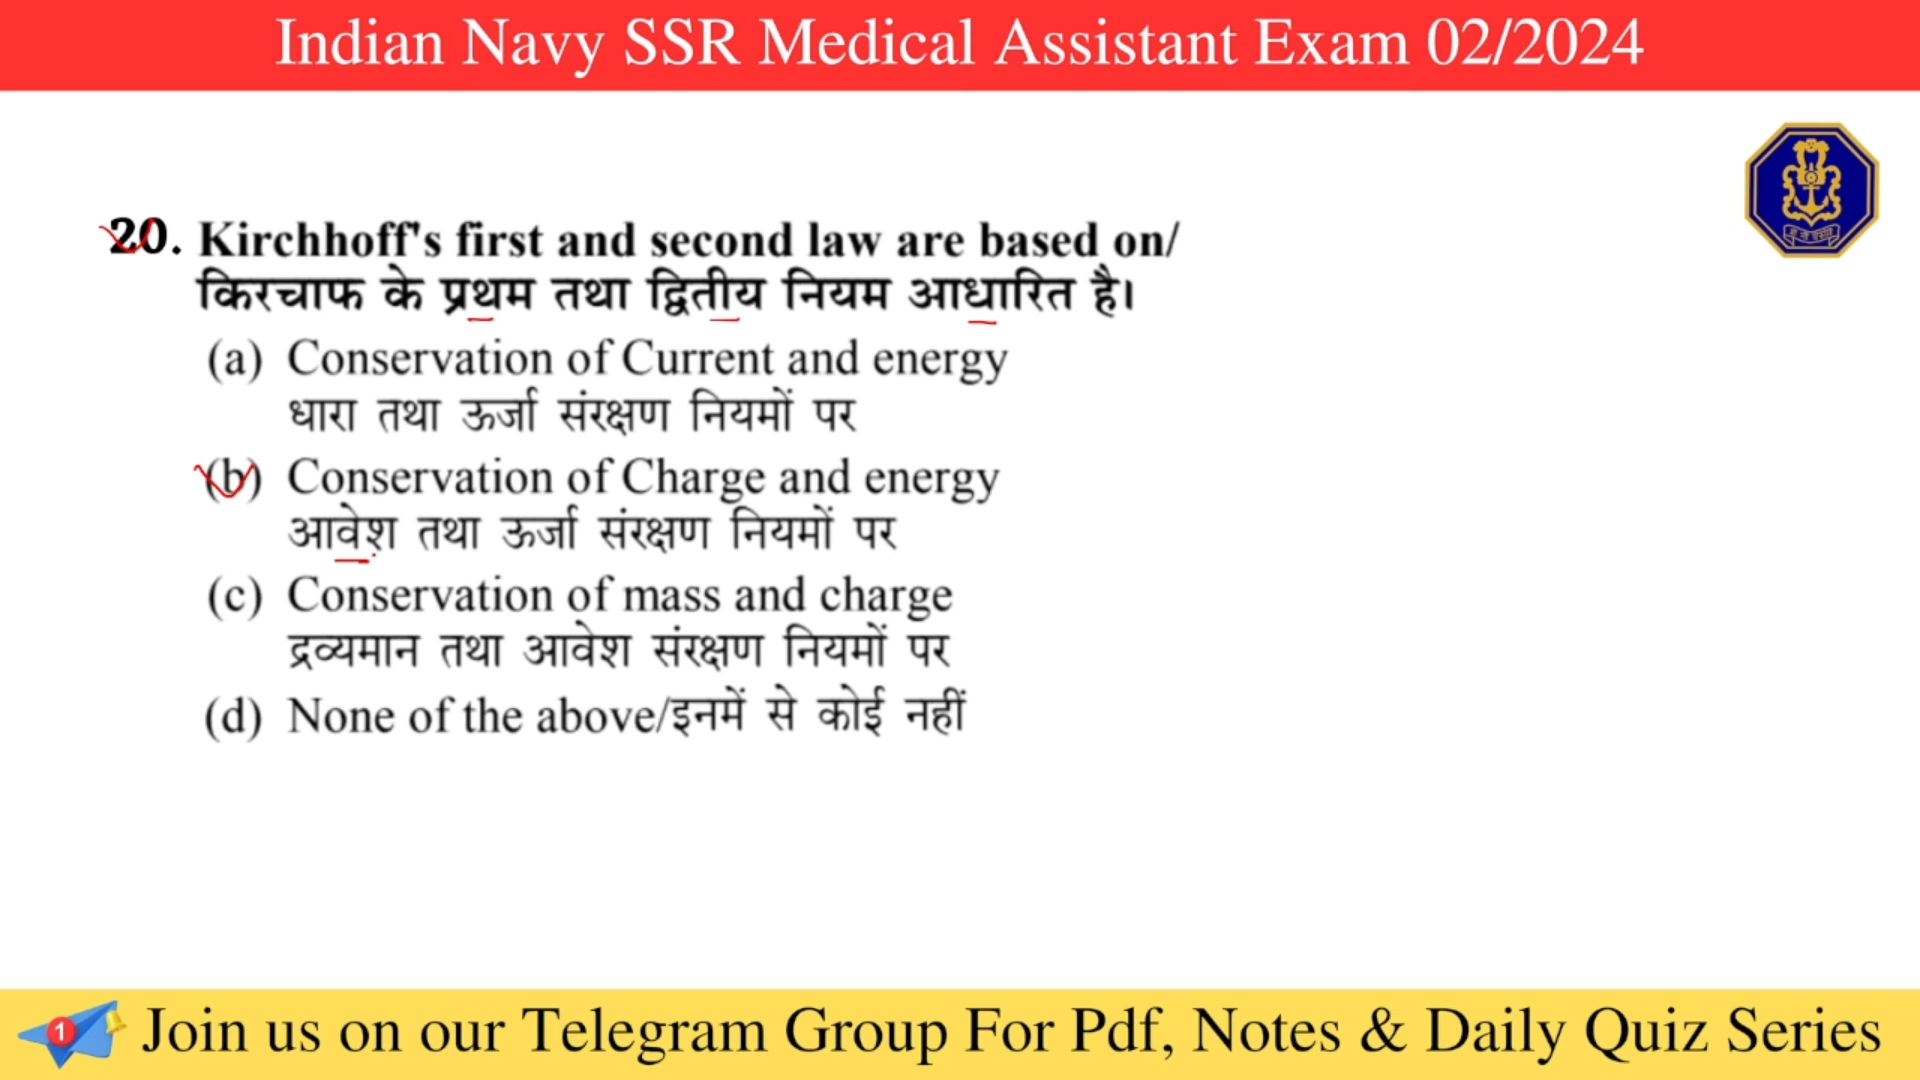 Indian Navy SSR Medical Assistant Exam 02/2024
20. Kirchhoff's first and second law are based on/
किरचाफ के प्रथम तथा द्वितीय नियम आधारित है।
(a) Conservation of Current and energy
धारा तथा ऊर्जा संरक्षण नियमों पर
(b) Conservation of Charge and energy
आवेश तथा ऊर्जा संरक्षण नियमों पर
(c) Conservation of mass and charge
द्रव्यमान तथा आवेश संरक्षण नियमों पर
(d) None of the above/इनमें से कोई नहीं
1 Join us on our Telegram Group For Pdf, Notes & Daily Quiz Series